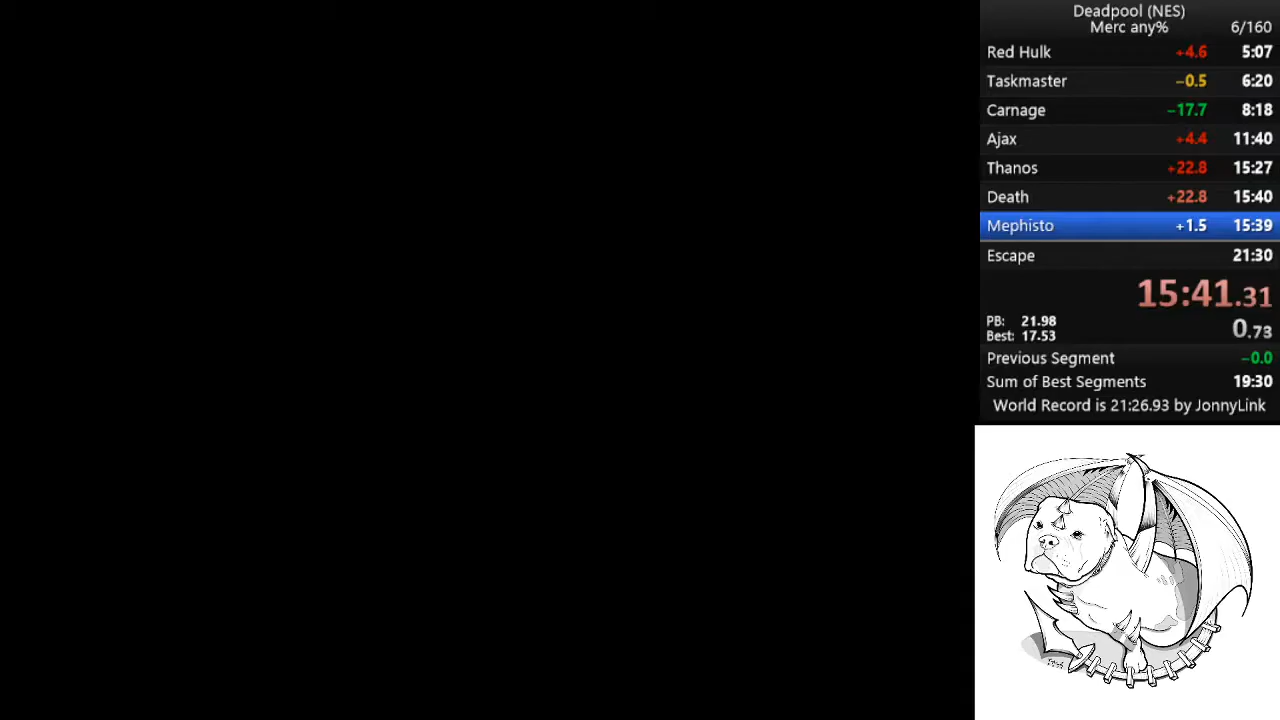 Deadpool (NES)
Merc any% 6/160
Red Hulk +4.6 5:07
Taskmaster −0.5 6:20
Carnage −17.7 8:18
Ajax +4.4 11:40
Thanos +22.8 15:27
Death +22.8 15:40
Mephisto +1.5 15:39
Escape 21:30
15:41.31
PB: 21.98
Best: 17.53
0.73
Previous Segment −0.0
Sum of Best Segments 19:30
World Record is 21:26.93 by JonnyLink